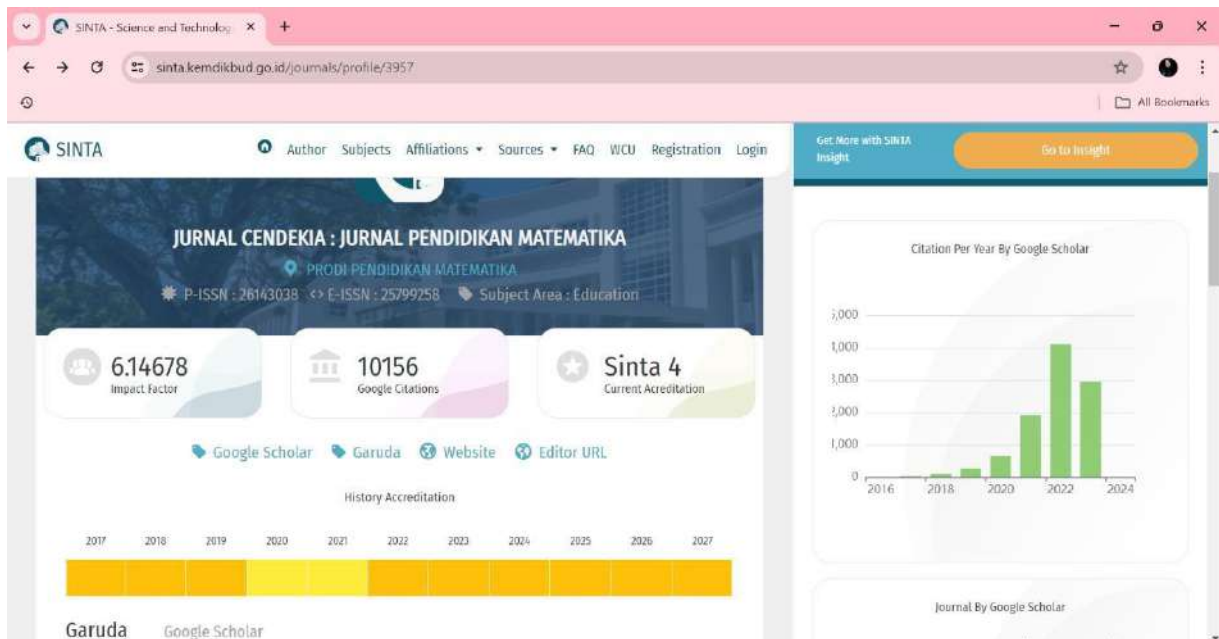 SINTA - Science and Technolog
sinta.kemdikbud.go.id/journals/profile/3957
All Bookmarks
SINTA
Author Subjects Affiliations Sources FAQ WCU Registration Login
Get More with SINTA
Insight
Go to Insight
JURNAL CENDEKIA : JURNAL PENDIDIKAN MATEMATIKA
PRODI PENDIDIKAN MATEMATIKA
P-ISSN : 26143038 <> E-ISSN : 25799258 Subject Area : Education
6.14678
Impact Factor
10156
Google Citations
Sinta 4
Current Acreditation
Google Scholar Garuda Website Editor URL
History Accreditation
2017 2018 2019 2020 2021 2022 2023 2024 2025 2026 2027
Garuda Google Scholar
Citation Per Year By Google Scholar
,000
,000
,000
,000
,000
0
2016 2018 2020 2022 2024
Journal By Google Scholar